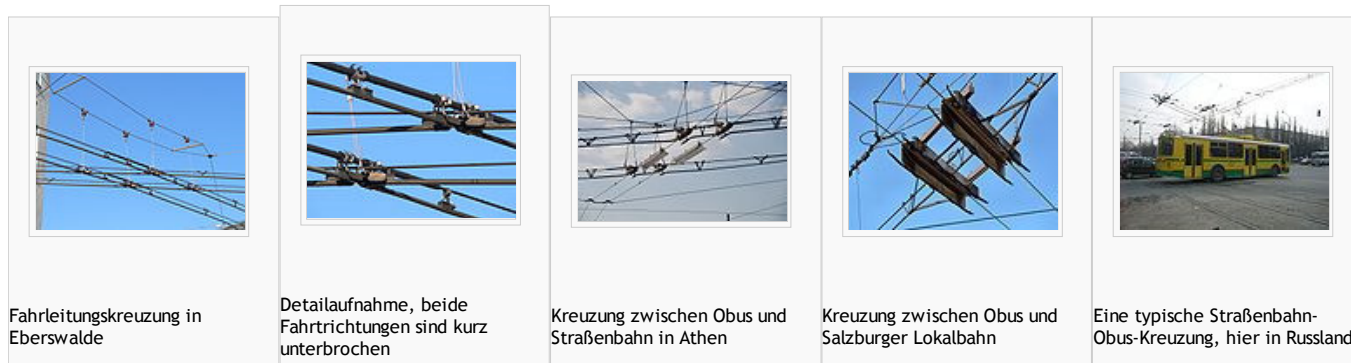 Fahrleitungskreuzung in
Eberswalde
Detailaufnahme, beide
Fahrtrichtungen sind kurz
unterbrochen
Kreuzung zwischen Obus und
Straßenbahn in Athen
Kreuzung zwischen Obus und
Salzburger Lokalbahn
Eine typische Straßenbahn-
Obus-Kreuzung, hier in Russland